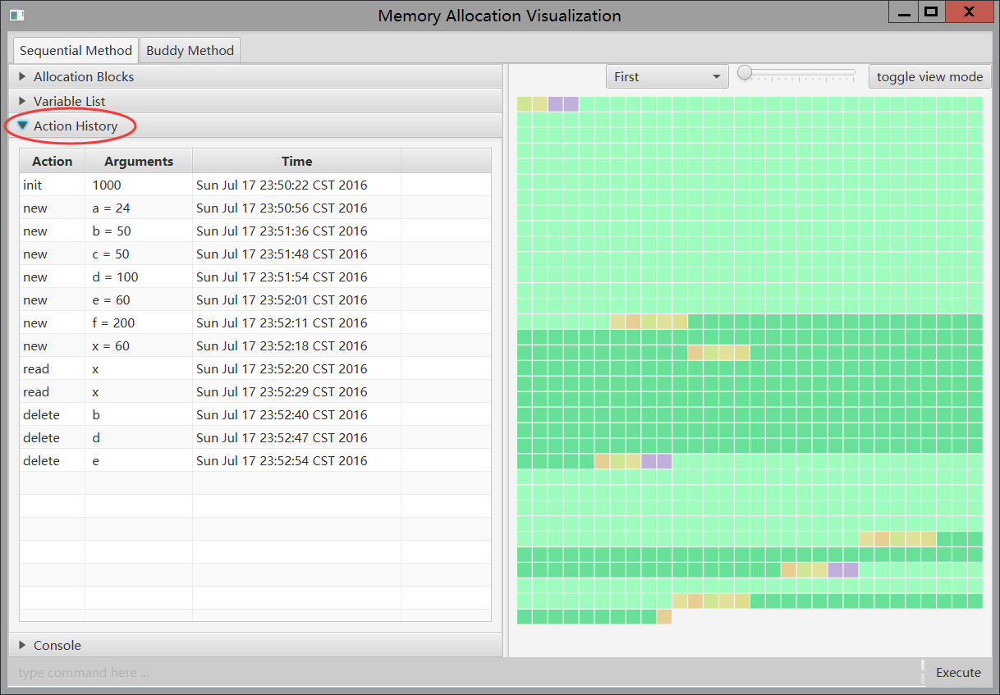 Memory Allocation Visualization
X
Sequential Method Buddy Method
Allocation Blocks
Variable List
Action History
First
toggle view mode
Action Arguments Time
init 1000 Sun Jul 17 23:50:22 CST 2016
new a = 24 Sun Jul 17 23:50:56 CST 2016
new b = 50 Sun Jul 17 23:51:36 CST 2016
new c = 50 Sun Jul 17 23:51:48 CST 2016
new d = 100 Sun Jul 17 23:51:54 CST 2016
new e = 60 Sun Jul 17 23:52:01 CST 2016
new f = 200 Sun Jul 17 23:52:11 CST 2016
new x = 60 Sun Jul 17 23:52:18 CST 2016
read x Sun Jul 17 23:52:20 CST 2016
read x Sun Jul 17 23:52:29 CST 2016
delete b Sun Jul 17 23:52:40 CST 2016
delete d Sun Jul 17 23:52:47 CST 2016
delete e Sun Jul 17 23:52:54 CST 2016
Console
type command here ...
Execute